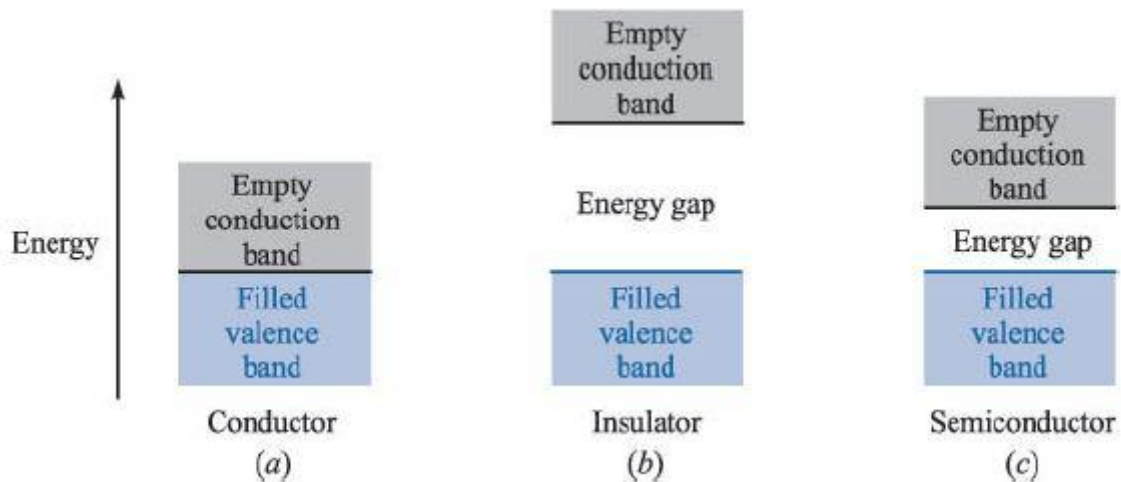 Energy
Empty
conduction
band
Filled
valence
band
Conductor
(a)
Empty
conduction
band
Energy gap
Filled
valence
band
Insulator
(b)
Empty
conduction
band
Energy gap
Filled
valence
band
Semiconductor
(c)